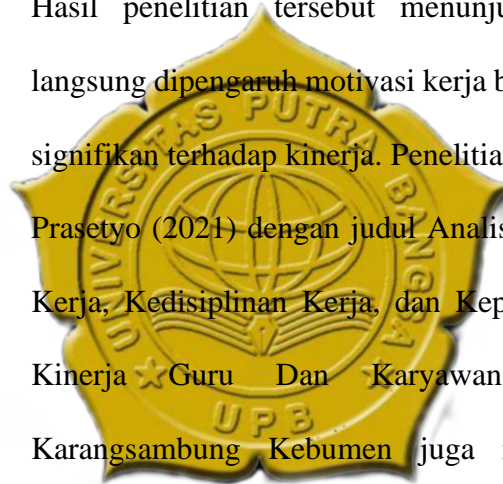 Hasil penelitian tersebut menunju
langsung dipengaruh motivasi kerja b
signifikan terhadap kinerja. Penelitia
Prasetyo (2021) dengan judul Analis
Kerja, Kedisiplinan Kerja, dan Kep
Kinerja Guru Dan Karyawan
Karangsambung Kebumen juga
UNIVERSITAS PUTRA BANGSA
UPB